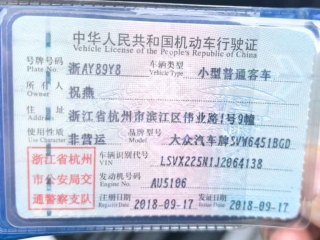 中华人民共和国机动车行驶证
Vehicle License of the People's Republic of China
号牌号码 浙AY89Y8 车辆类型 小型普通客车
Plate No. Vehicle Type
所有人 祝燕
Owner
住址 浙江省杭州市滨江区伟业路1号9幢
Address
使用性质 非营运 品牌型号 大众汽车牌SVW6451BGD
Use Character Model
浙江省杭州
市公安局交
通警察支队
车辆识别代号 LSVX225N1J2064138
VIN
发动机号码 AU5106
Engine No.
注册日期 2018-09-17 发证日期 2018-09-17
Register Date Issue Date